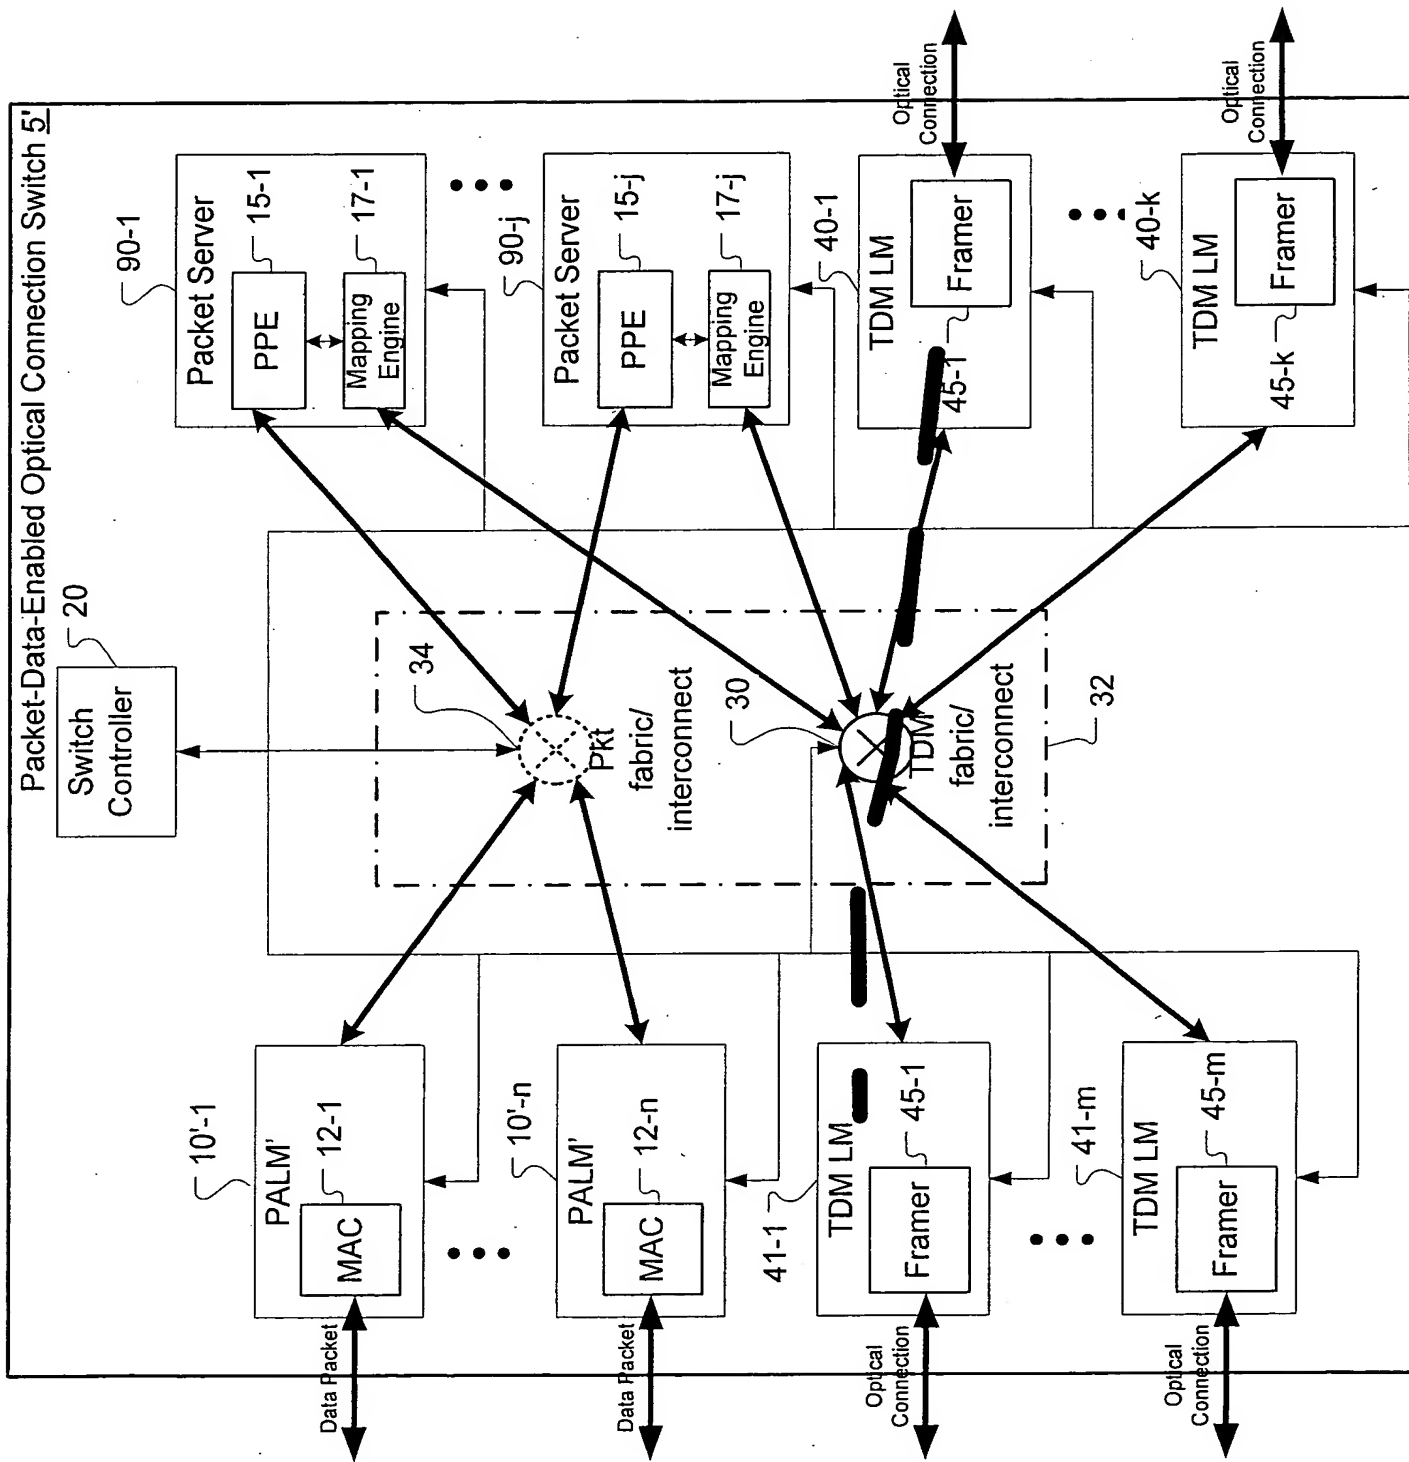 Packet-Data-Enabled Optical Connection Switch 5'
Switch
Controller
20
10'-1
PALM'
12-1
MAC
Data Packet
10'-n
PALM'
12-n
MAC
Data Packet
41-1
TDM LM
45-1
Framer
Optical
Connection
41-m
TDM LM
45-m
Framer
Optical
Connection
34
Pkt
fabric/
interconnect
30
TDM
fabric/
interconnect
32
90-1
Packet Server
PPE
15-1
Mapping
Engine
17-1
90-j
Packet Server
PPE
15-j
Mapping
Engine
17-j
40-1
TDM LM
45-1
Framer
Optical
Connection
40-k
TDM LM
45-k
Framer
Optical
Connection